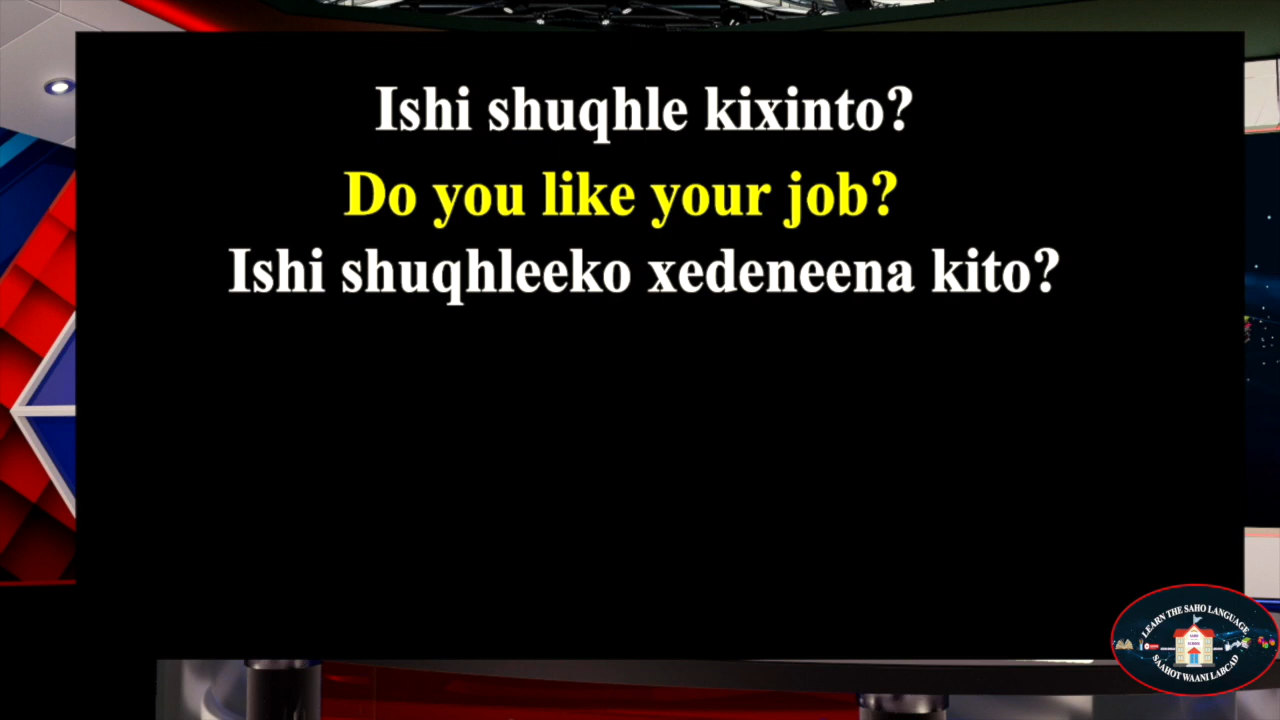 Ishi shuqhle kixinto?
Do you like your job?
Ishi shuqhleeko xedeneena kito?
LEARN THE SAHO LANGUAGE
SAAHOT WAANI LABCAD